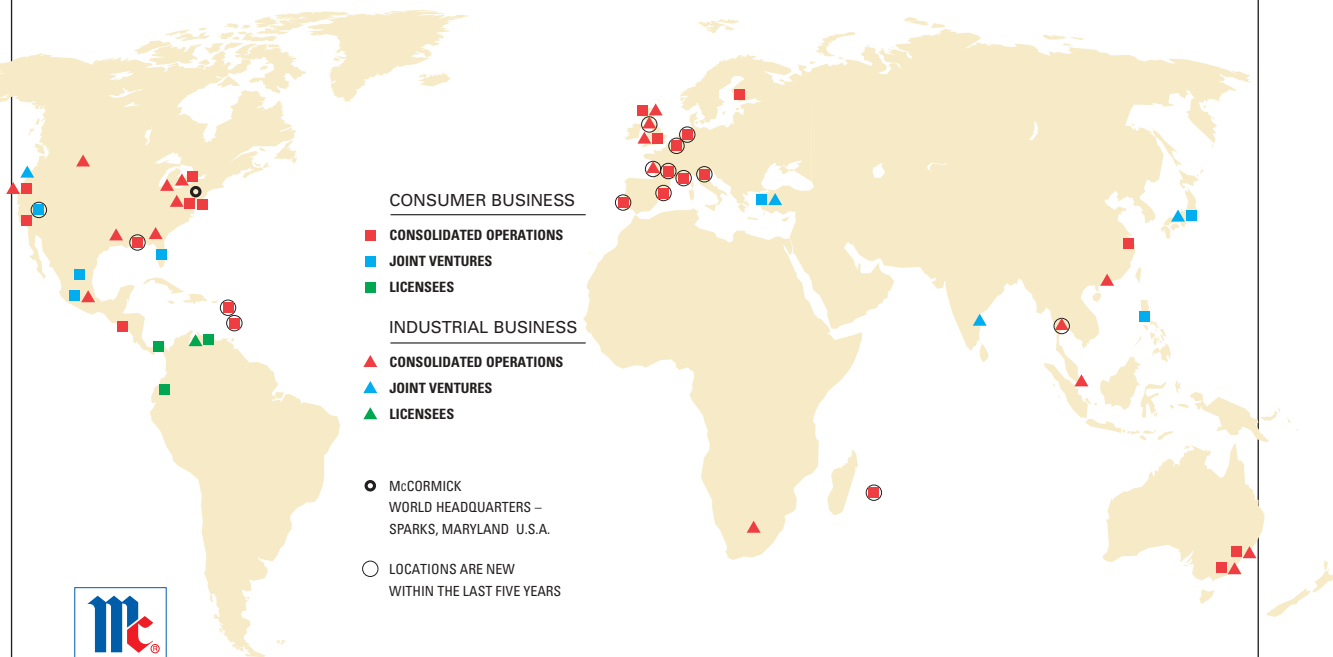 CONSUMER BUSINESS
CONSOLIDATED OPERATIONS
JOINT VENTURES
LICENSEES
INDUSTRIAL BUSINESS
CONSOLIDATED OPERATIONS
JOINT VENTURES
LICENSEES
McCORMICK
WORLD HEADQUARTERS –
SPARKS, MARYLAND U.S.A.
LOCATIONS ARE NEW
WITHIN THE LAST FIVE YEARS
Mc®